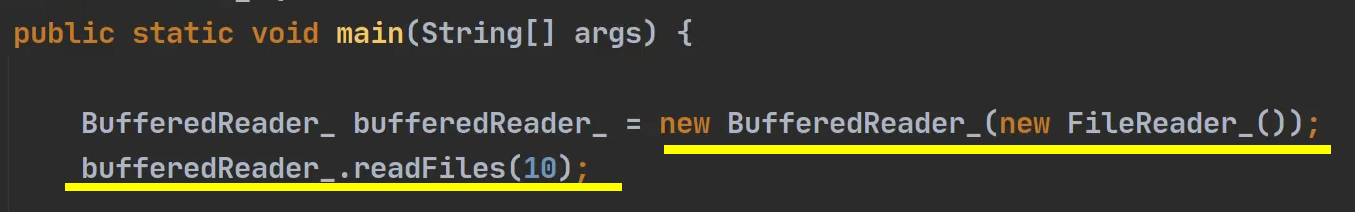 public static void main(String[] args) {
BufferedReader_ bufferedReader_ = new BufferedReader_(new FileReader_());
bufferedReader_.readFiles(10);